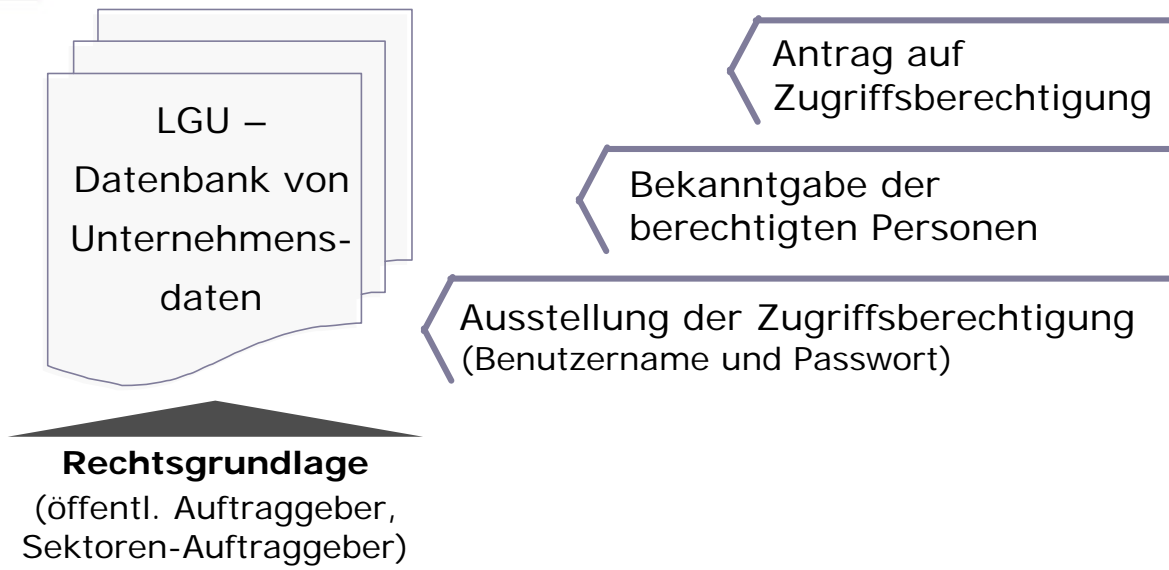 LGU –
Datenbank von
Unternehmens-
daten
Antrag auf
Zugriffsberechtigung
Bekanntgabe der
berechtigten Personen
Ausstellung der Zugriffsberechtigung
(Benutzername und Passwort)
Rechtsgrundlage
(öffentl. Auftraggeber,
Sektoren-Auftraggeber)